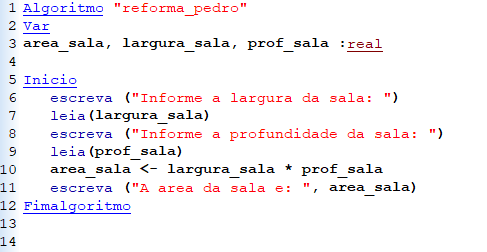 1 Algoritmo "reforma_pedro"
2 Var
3 area_sala, largura_sala, prof_sala :real
4
5 Inicio
6 escreva ("Informe a largura da sala: ")
7 leia(largura_sala)
8 escreva ("Informe a profundidade da sala: ")
9 leia(prof_sala)
10 area_sala <- largura_sala * prof_sala
11 escreva ("A area da sala e: ", area_sala)
12 Fimalgoritmo
13
14